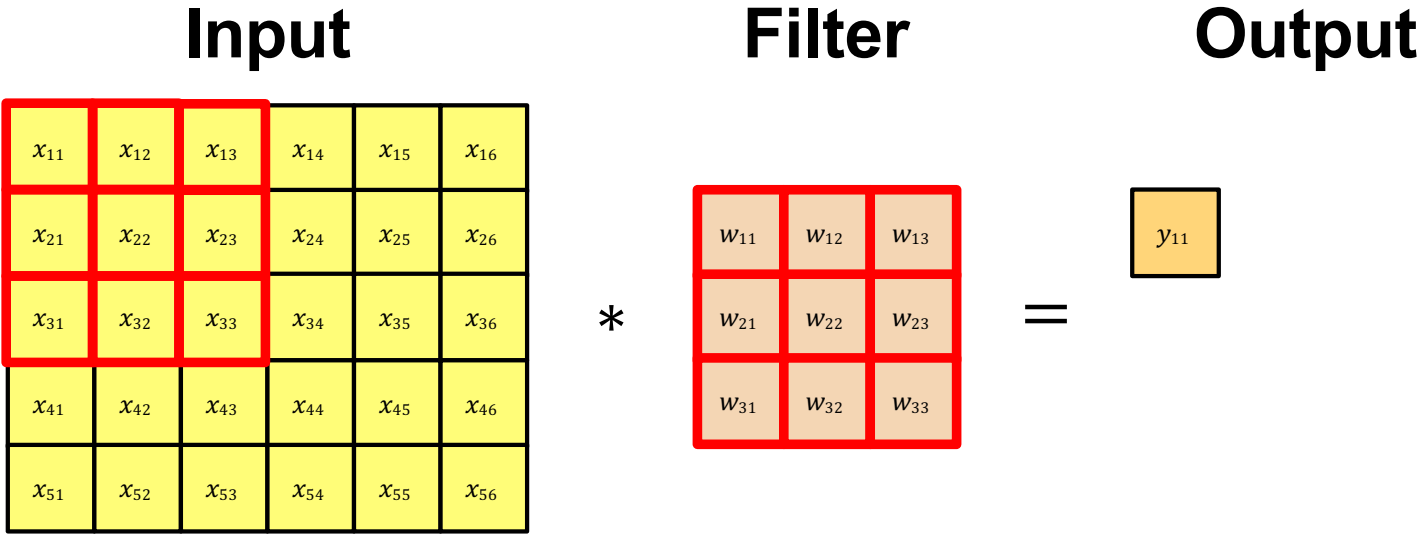 Input Filter Output
x₁₁ x₁₂ x₁₃ x₁₄ x₁₅ x₁₆
x₂₁ x₂₂ x₂₃ x₂₄ x₂₅ x₂₆
x₃₁ x₃₂ x₃₃ x₃₄ x₃₅ x₃₆
x₄₁ x₄₂ x₄₃ x₄₄ x₄₅ x₄₆
x₅₁ x₅₂ x₅₃ x₅₄ x₅₅ x₅₆
*
w₁₁ w₁₂ w₁₃
w₂₁ w₂₂ w₂₃
w₃₁ w₃₂ w₃₃
=
y₁₁